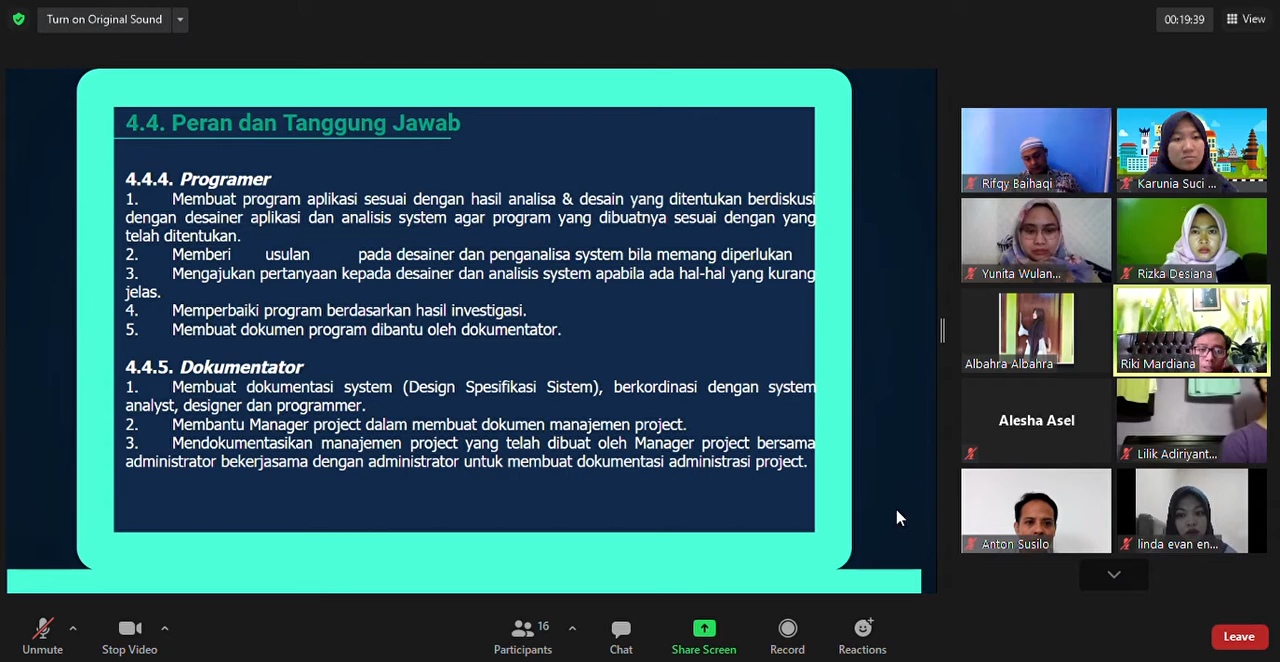 Turn on Original Sound
00:19:39
View
4.4. Peran dan Tanggung Jawab
4.4.4. Programer
1. Membuat program aplikasi sesuai dengan hasil analisa & desain yang ditentukan berdiskusi
dengan desainer aplikasi dan analisis system agar program yang dibuatnya sesuai dengan yang
telah ditentukan.
2. Memberi usulan pada desainer dan penganalisa system bila memang diperlukan
3. Mengajukan pertanyaan kepada desainer dan analisis system apabila ada hal-hal yang kurang
jelas.
4. Memperbaiki program berdasarkan hasil investigasi.
5. Membuat dokumen program dibantu oleh dokumentator.
4.4.5. Dokumentator
1. Membuat dokumentasi system (Design Spesifikasi Sistem), berkordinasi dengan system
analyst, designer dan programmer.
2. Membantu Manager project dalam membuat dokumen manajemen project.
3. Mendokumentasikan manajemen project yang telah dibuat oleh Manager project bersama
administrator bekerjasama dengan administrator untuk membuat dokumentasi administrasi project.
Rifqy Baihaqi
Karunia Suci ...
Yunita Wulan...
Rizka Desiana
Albahra Albahra
Riki Mardiana
Alesha Asel
Lilik Adiriyant...
Anton Susilo
linda evan en...
Unmute
Stop Video
Participants
16
Chat
Share Screen
Record
Reactions
Leave